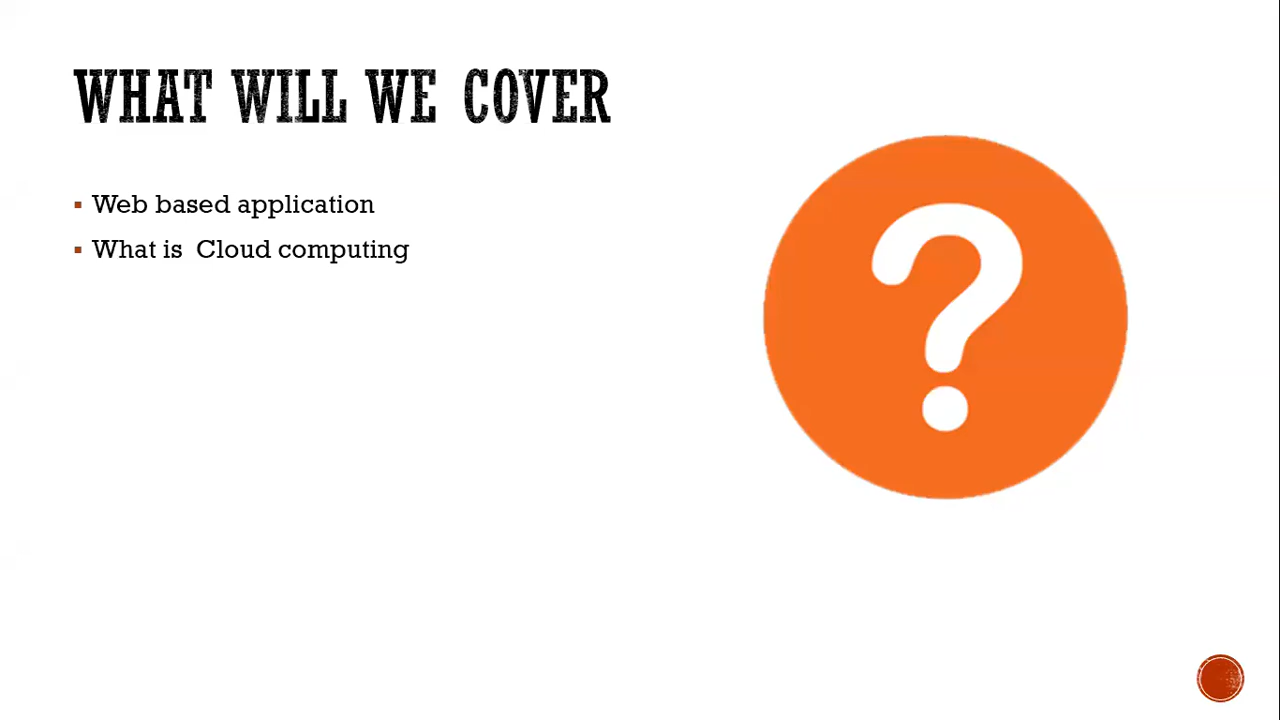 WHAT WILL WE COVER
▪ Web based application
▪ What is  Cloud computing
?